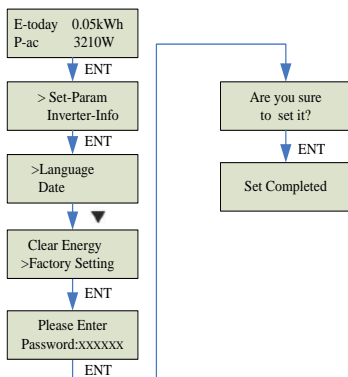 E-today 0.05kWh
P-ac 3210W
ENT
> Set-Param
Inverter-Info
ENT
>Language
Date
▼
Clear Energy
>Factory Setting
ENT
Please Enter
Password:xxxxxx
ENT
Are you sure
to set it?
ENT
Set Completed